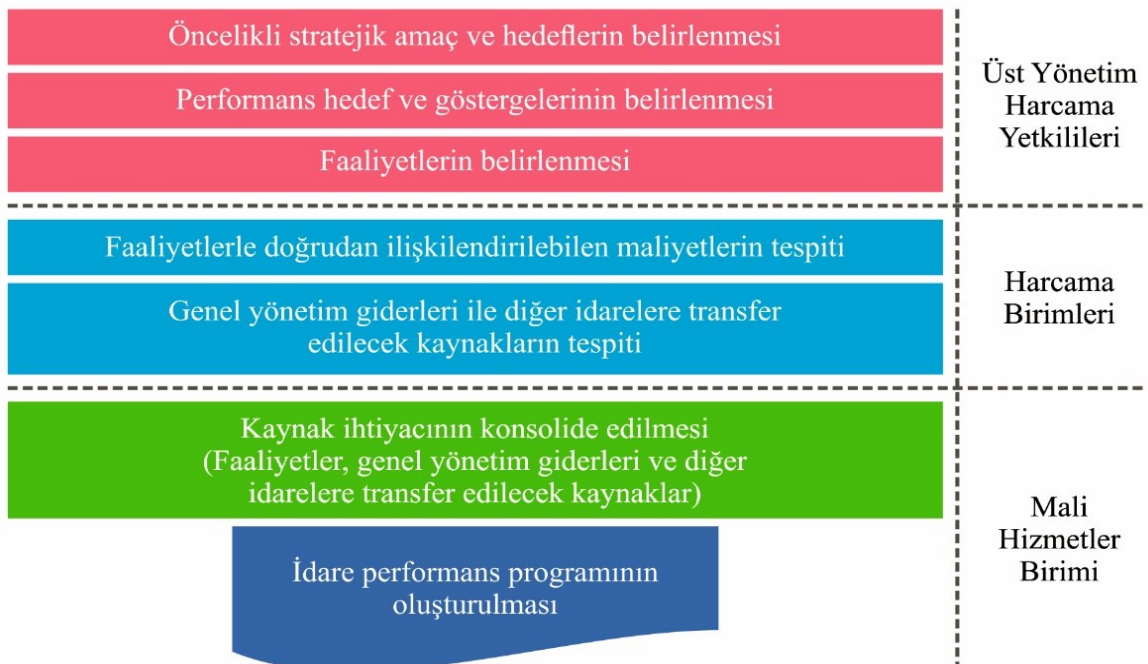 Öncelikli stratejik amaç ve hedeflerin belirlenmesi
Performans hedef ve göstergelerinin belirlenmesi
Faaliyetlerin belirlenmesi
Üst Yönetim
Harcama
Yetkilileri
Faaliyetlerle doğrudan ilişkilendirilebilen maliyetlerin tespiti
Genel yönetim giderleri ile diğer idarelere transfer
edilecek kaynakların tespiti
Harcama
Birimleri
Kaynak ihtiyacının konsolide edilmesi
(Faaliyetler, genel yönetim giderleri ve diğer
idarelere transfer edilecek kaynaklar)
İdare performans programının
oluşturulması
Mali
Hizmetler
Birimi